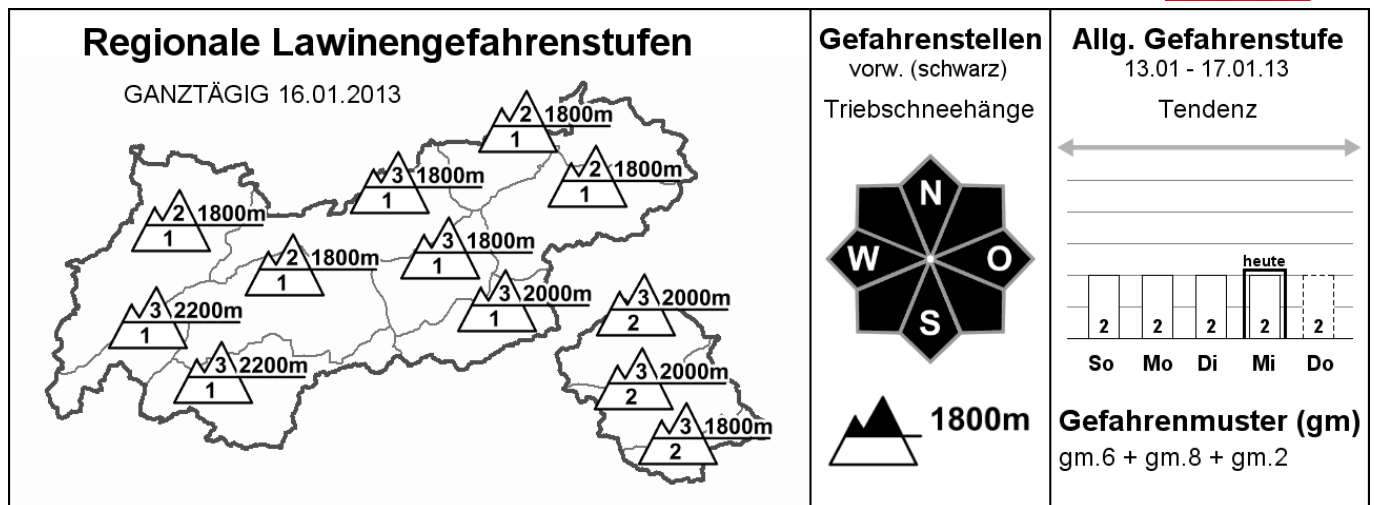 Regionale Lawinengefahrenstufen
GANZTÄGIG 16.01.2013
2 1800m
1
2 1800m
1
3 1800m
1
2 1800m
1
3 1800m
1
2 1800m
1
3 2000m
1
3 2000m
2
3 2200m
1
3 2200m
1
3 2000m
2
3 1800m
2
Gefahrenstellen
vorw. (schwarz)
Triebschneehänge
N
W O
S
1800m
Allg. Gefahrenstufe
13.01 - 17.01.13
Tendenz
heute
2 2 2 2 2
So Mo Di Mi Do
Gefahrenmuster (gm)
gm.6 + gm.8 + gm.2